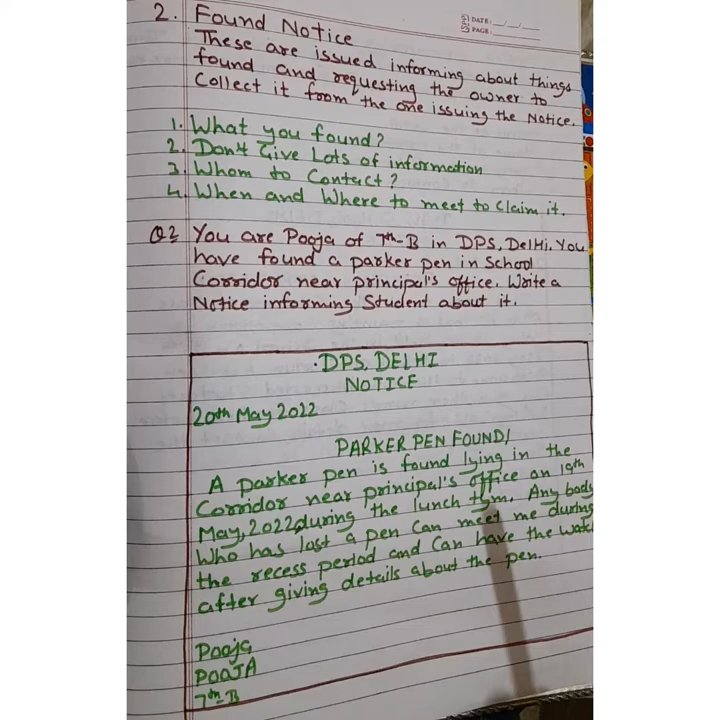 DATE: __/__/__
PAGE:
2. Found Notice
These are issued informing about things
found and requesting the owner to
Collect it from the one issuing the Notice.
1. What you found?
2. Don't Give Lots of information
3. Whom to Contact?
4. When and Where to meet to Claim it.
Q2 You are Pooja of 7th-B in DPS, Delhi. You
have found a parker pen in School
Corridor near principal's office. Write a
Notice informing Student about it.
DPS, DELHI
NOTICE
20th May 2022
PARKER PEN FOUND!
A parker pen is found lying in the
Corridor near principal's office on 19th
May, 2022, during the lunch tym. Any body
Who has lost a pen Can meet me during
the recess period and Can have the
after giving details about the pen.
Pooja
POOJA
7th-B